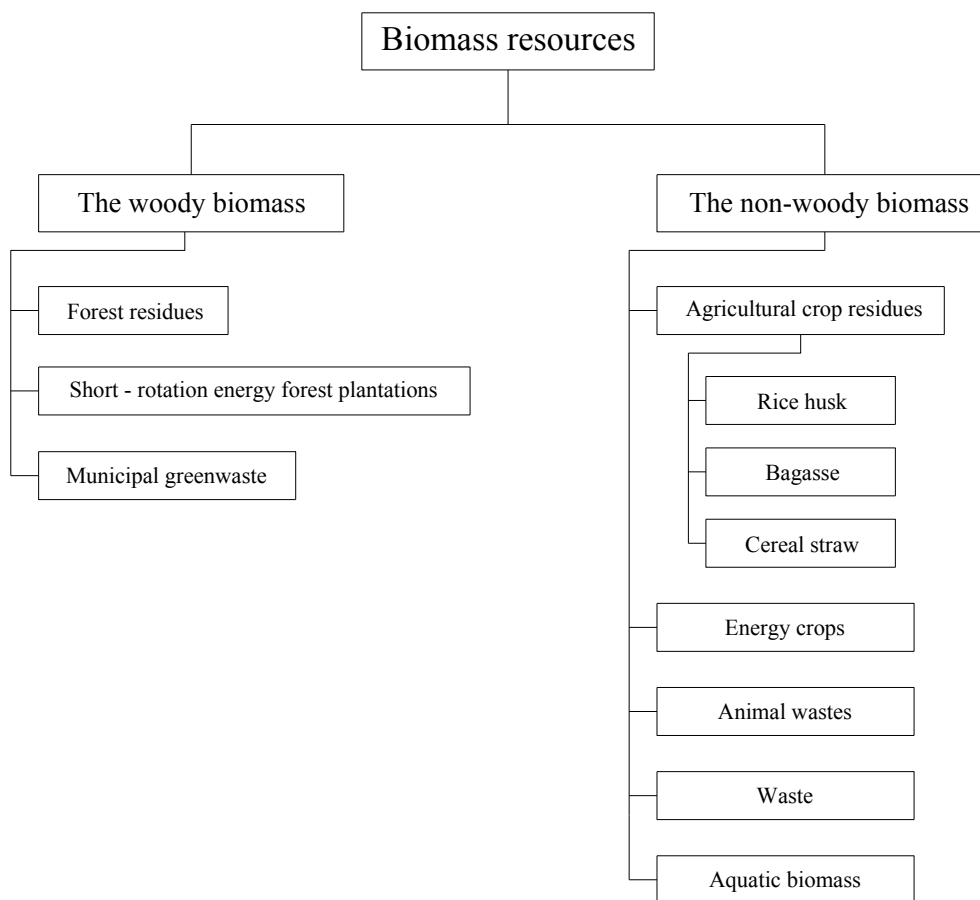 Biomass resources
The woody biomass
The non-woody biomass
Forest residues
Short - rotation energy forest plantations
Municipal greenwaste
Agricultural crop residues
Rice husk
Bagasse
Cereal straw
Energy crops
Animal wastes
Waste
Aquatic biomass